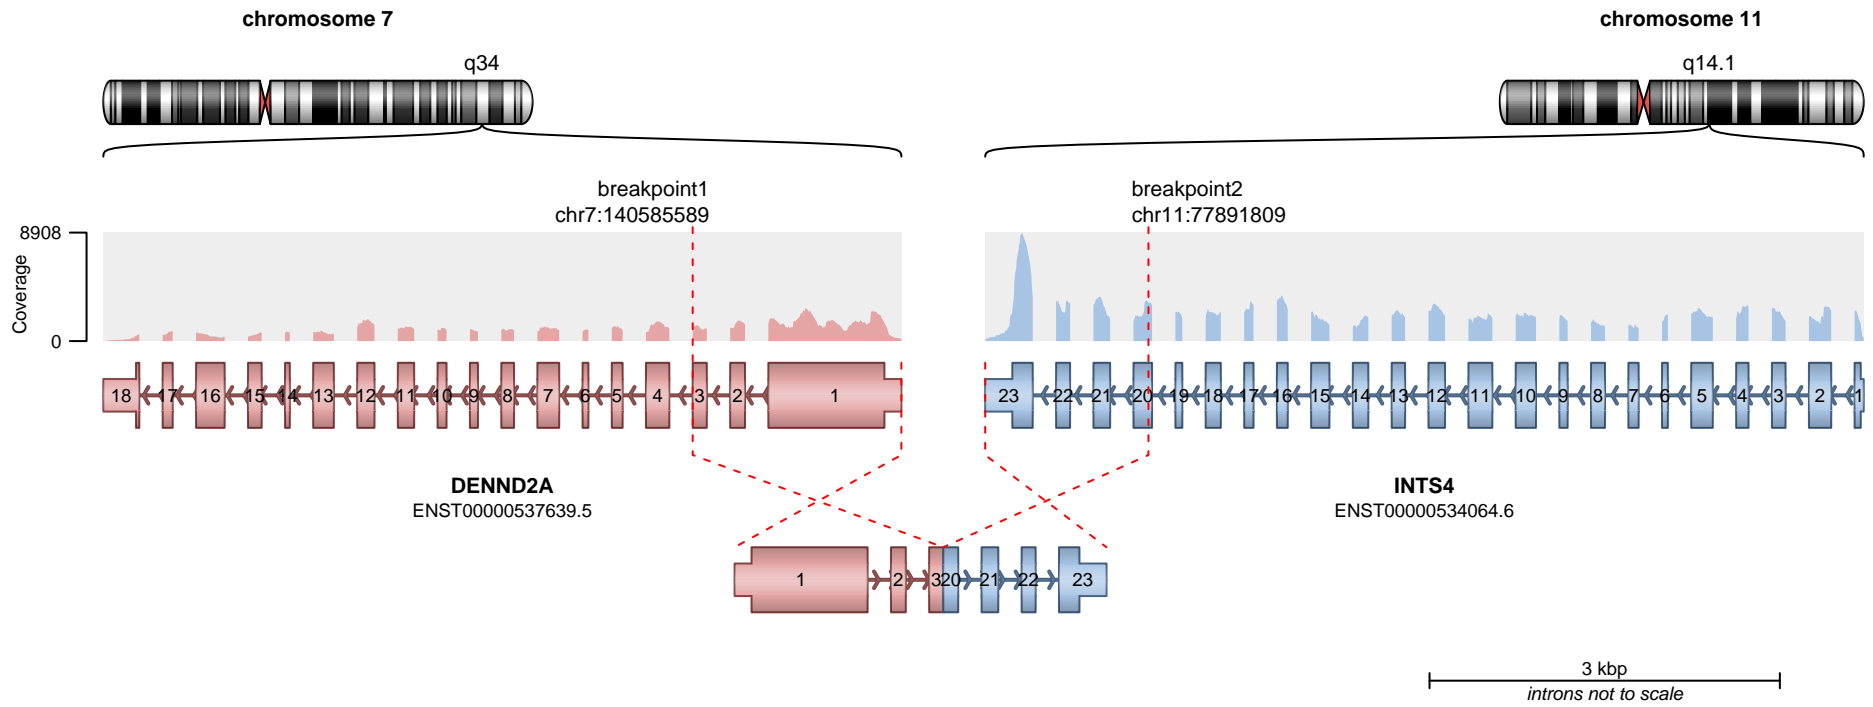 chromosome 7
chromosome 11
q34
q14.1
breakpoint1
chr7:140585589
breakpoint2
chr11:77891809
8908
Coverage
0
18 17 16 15 14 13 12 11 10 9 8 7 6 5 4 3 2 1
23 22 21 20 19 18 17 16 15 14 13 12 11 10 9 8 7 6 5 4 3 2 1
DENND2A
ENST00000537639.5
INTS4
ENST00000534064.6
1 2 3 20 21 22 23
3 kbp
introns not to scale